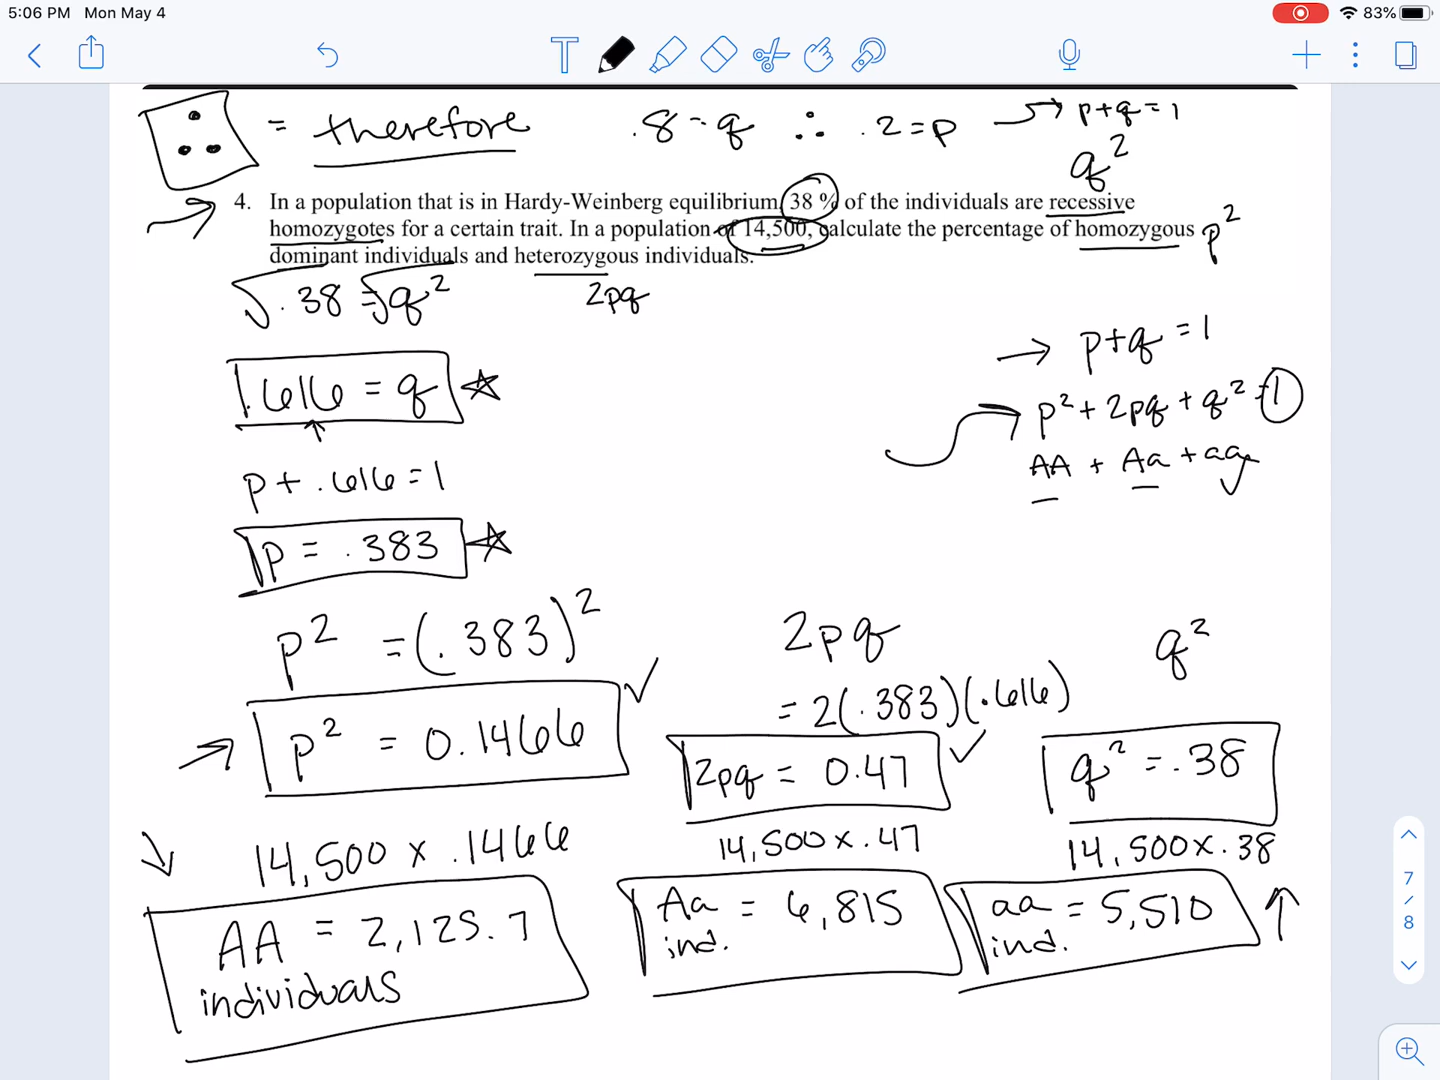 5:06 PM Mon May 4
83%
T
∴ = therefore .8 = q ∴ .2 = p → p+q=1
q²
4. In a population that is in Hardy-Weinberg equilibrium, 38 % of the individuals are recessive
homozygotes for a certain trait. In a population of 14,500, calculate the percentage of homozygous p²
dominant individuals and heterozygous individuals.
√.38 = √q² 2pq
→ p+q = 1
.616 = q ☆
→ p² + 2pq + q² = 1
AA + Aa + aa ✓
↑
p + .616 = 1
p = .383 ☆
p² = (.383)² 2pq q²
= 2(.383)(.616)
→ p² = 0.1466 ✓ 2pq = 0.47 ✓ q² = .38
↓ 14,500 x .1466 14,500 x .47 14,500 x .38
AA = 2,125.7 Aa = 6,815 aa = 5,510 ↑
individuals ind. ind.
7
/
8